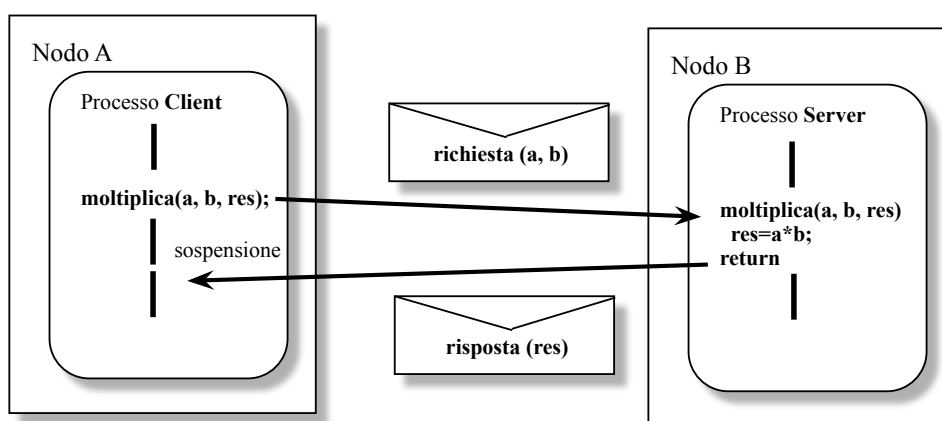 Nodo A
Processo Client
moltiplica(a, b, res);
sospensione
richiesta (a, b)
risposta (res)
Nodo B
Processo Server
moltiplica(a, b, res)
res=a*b;
return